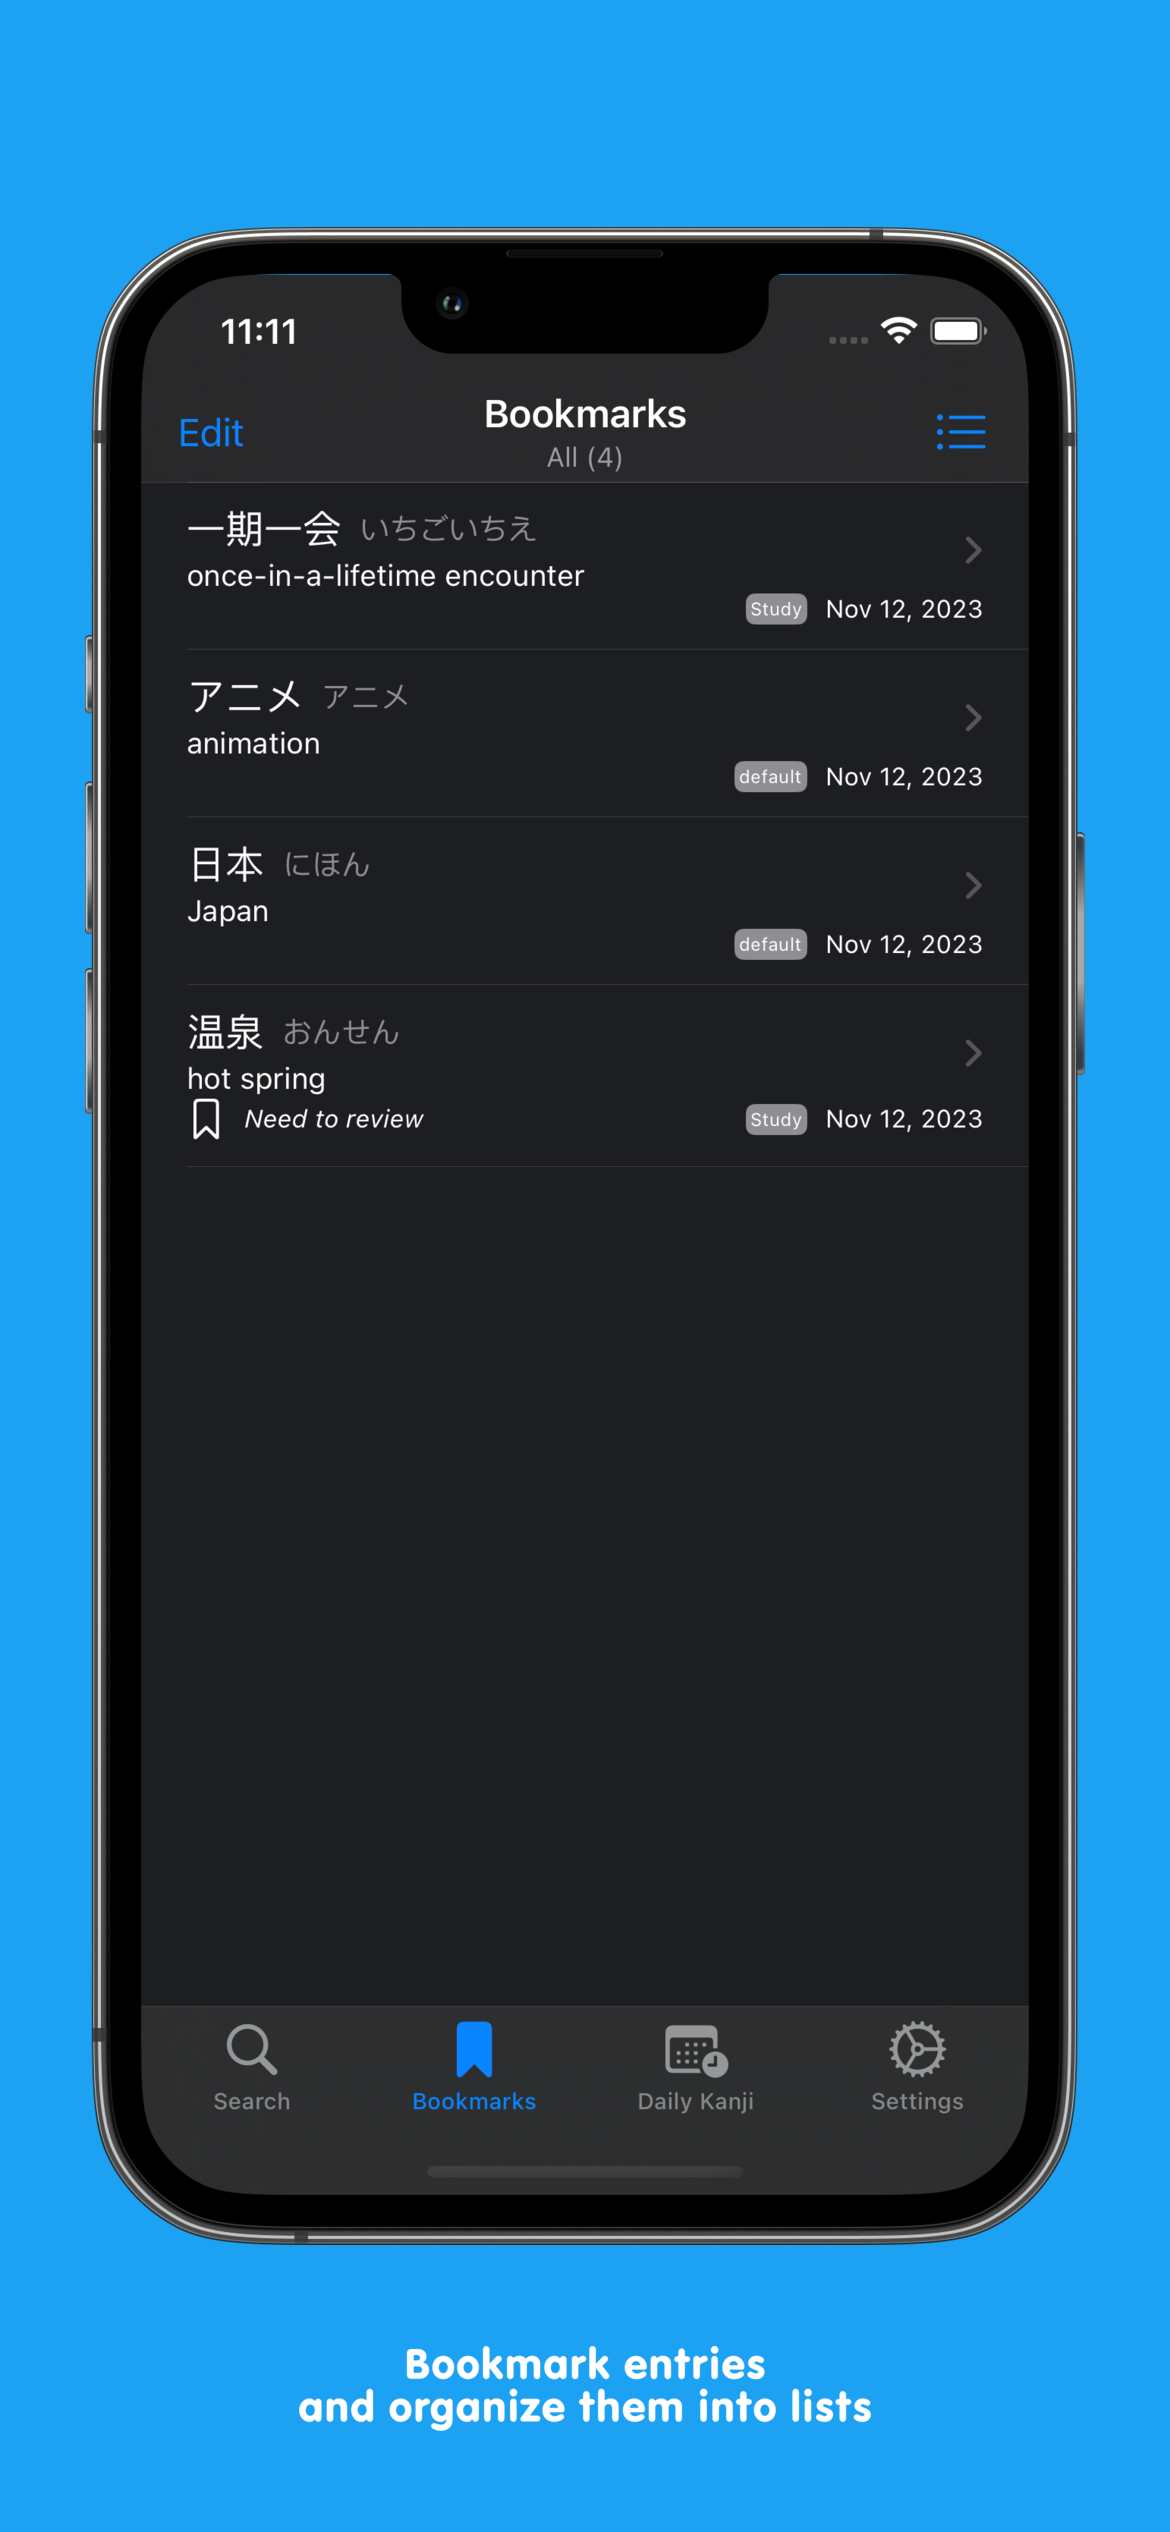 11:11
Edit
Bookmarks
All (4)
一期一会 いちごいちえ
once-in-a-lifetime encounter
Study Nov 12, 2023
アニメ アニメ
animation
default Nov 12, 2023
日本 にほん
Japan
default Nov 12, 2023
温泉 おんせん
hot spring
Need to review Study Nov 12, 2023
Search Bookmarks Daily Kanji Settings
Bookmark entries
and organize them into lists